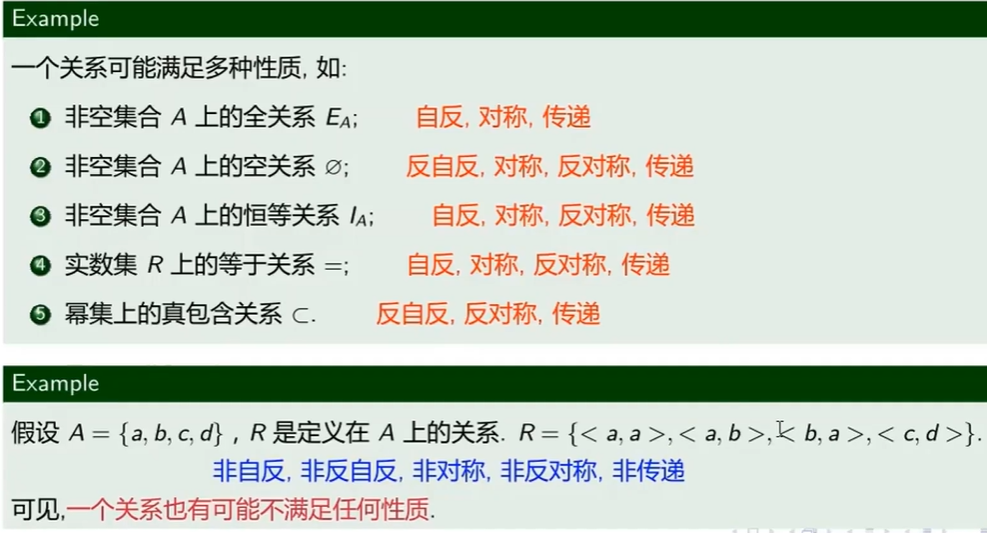 Example
一个关系可能满足多种性质, 如:
❶ 非空集合 A 上的全关系 E_A; 自反, 对称, 传递
❷ 非空集合 A 上的空关系 ∅; 反自反, 对称, 反对称, 传递
❸ 非空集合 A 上的恒等关系 I_A; 自反, 对称, 反对称, 传递
❹ 实数集 R 上的等于关系 =; 自反, 对称, 反对称, 传递
❺ 幂集上的真包含关系 ⊂. 反自反, 反对称, 传递
Example
假设 A = {a, b, c, d} , R 是定义在 A 上的关系. R = {< a, a >, < a, b >, < b, a >, < c, d >}.
非自反, 非反自反, 非对称, 非反对称, 非传递
可见,一个关系也有可能不满足任何性质.